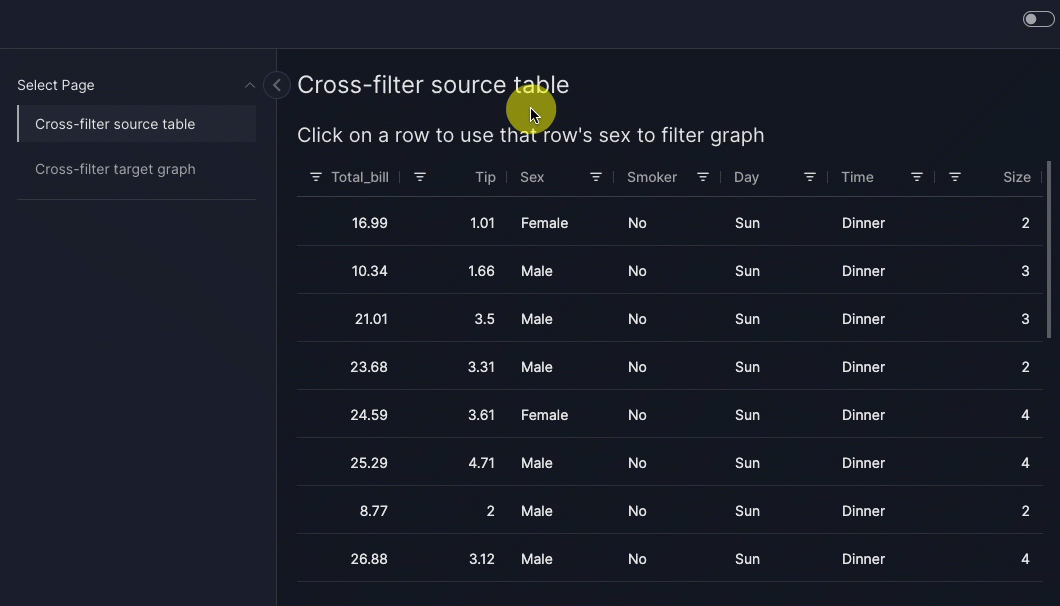 Select Page
Cross-filter source table
Cross-filter target graph
Cross-filter source table
Click on a row to use that row's sex to filter graph
Total_bill Tip Sex Smoker Day Time Size
16.99 1.01 Female No Sun Dinner 2
10.34 1.66 Male No Sun Dinner 3
21.01 3.5 Male No Sun Dinner 3
23.68 3.31 Male No Sun Dinner 2
24.59 3.61 Female No Sun Dinner 4
25.29 4.71 Male No Sun Dinner 4
8.77 2 Male No Sun Dinner 2
26.88 3.12 Male No Sun Dinner 4